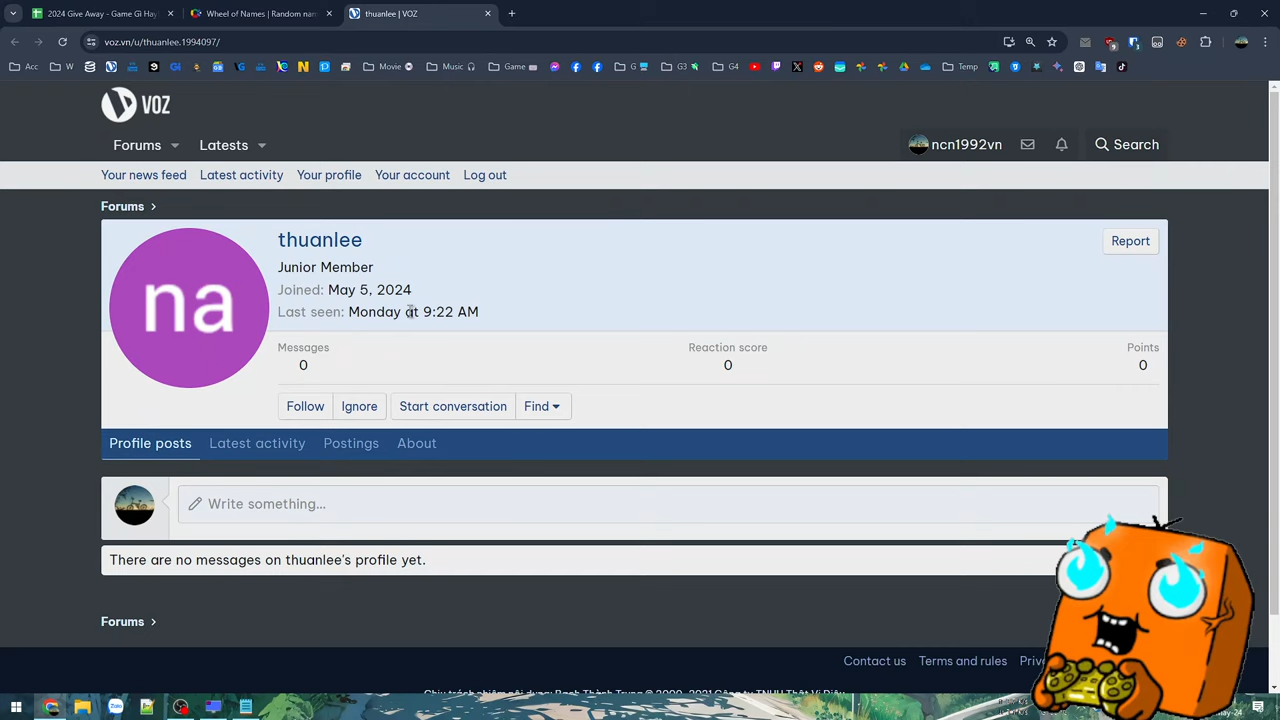 2024 Give Away - Game GI Hay
Wheel of Names | Random nam
thuanlee | VOZ
voz.vn/u/thuanlee.1994097/
Acc
W
Movie
Music
Game
G
G3
G4
Temp
VOZ
Forums
Latests
ncn1992vn
Search
Your news feed
Latest activity
Your profile
Your account
Log out
Forums
thuanlee
Report
Junior Member
Joined: May 5, 2024
Last seen: Monday at 9:22 AM
na
Messages
Reaction score
Points
0
0
0
Follow
Ignore
Start conversation
Find
Profile posts
Latest activity
Postings
About
Write something...
There are no messages on thuanlee's profile yet.
Forums
Contact us
Terms and rules